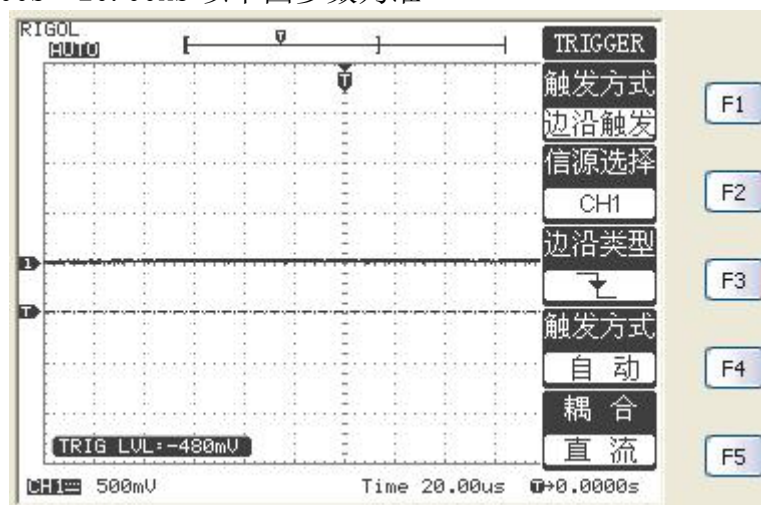 RIGOL
AUTO
TRIGGER
触发方式
边沿触发
F1
信源选择
CH1
F2
边沿类型
F3
触发方式
自动
F4
耦合
直流
F5
1
T
T
TRIG LVL:-480mV
CH1 500mV Time 20.00us T→0.0000s